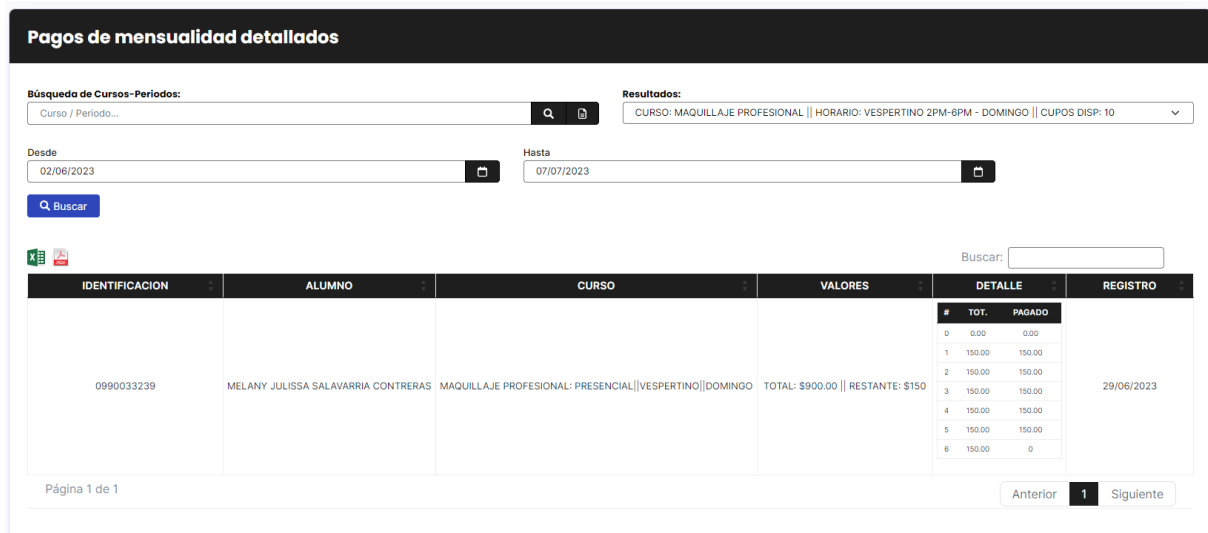 Pagos de mensualidad detallados
Búsqueda de Cursos-Periodos:
Curso / Periodo...
Resultados:
CURSO: MAQUILLAJE PROFESIONAL || HORARIO: VESPERTINO 2PM-6PM - DOMINGO || CUPOS DISP: 10
Desde
02/06/2023
Hasta
07/07/2023
Buscar
Buscar:
IDENTIFICACION ALUMNO CURSO VALORES DETALLE REGISTRO
# TOT. PAGADO
0 0.00 0.00
1 150.00 150.00
2 150.00 150.00
3 150.00 150.00
0990033239 MELANY JULISSA SALAVARRIA CONTRERAS MAQUILLAJE PROFESIONAL: PRESENCIAL||VESPERTINO||DOMINGO TOTAL: $900.00 || RESTANTE: $150 29/06/2023
4 150.00 150.00
5 150.00 150.00
6 150.00 0
Página 1 de 1
Anterior 1 Siguiente